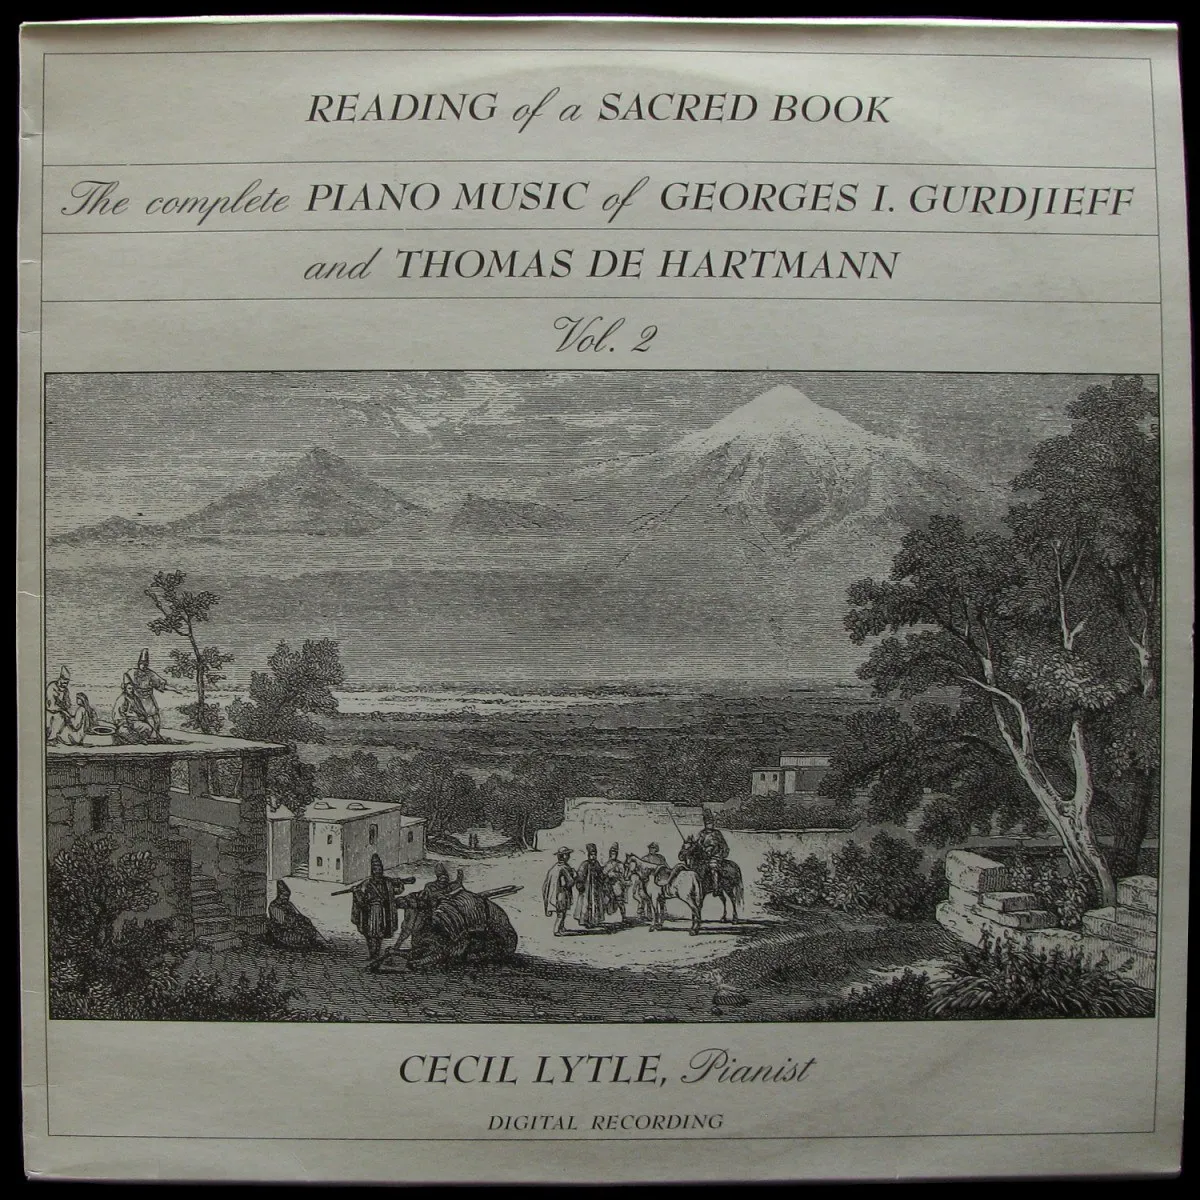 READING of a SACRED BOOK
The complete PIANO MUSIC of GEORGES I. GURDJIEFF
and THOMAS DE HARTMANN
Vol. 2
CECIL LYTLE, Pianist
DIGITAL RECORDING